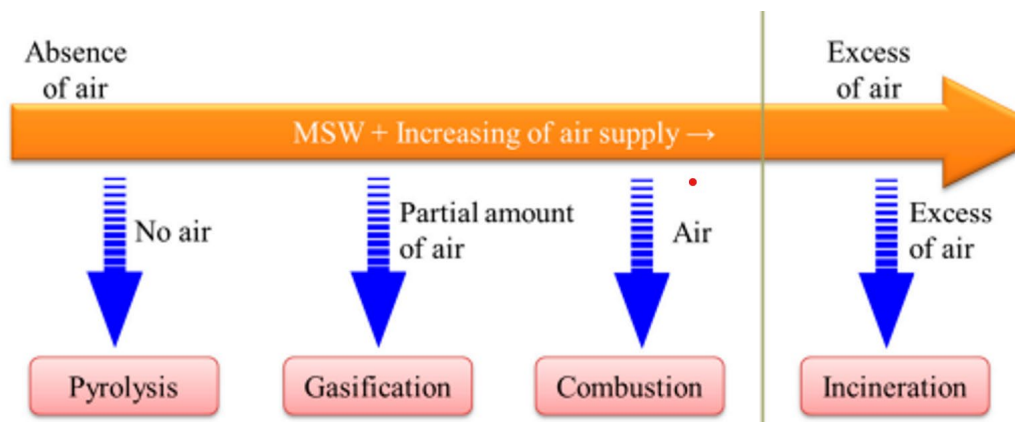 Absence
of air
Excess
of air
MSW + Increasing of air supply →
No air
Partial amount
of air
Air
Excess
of air
Pyrolysis
Gasification
Combustion
Incineration